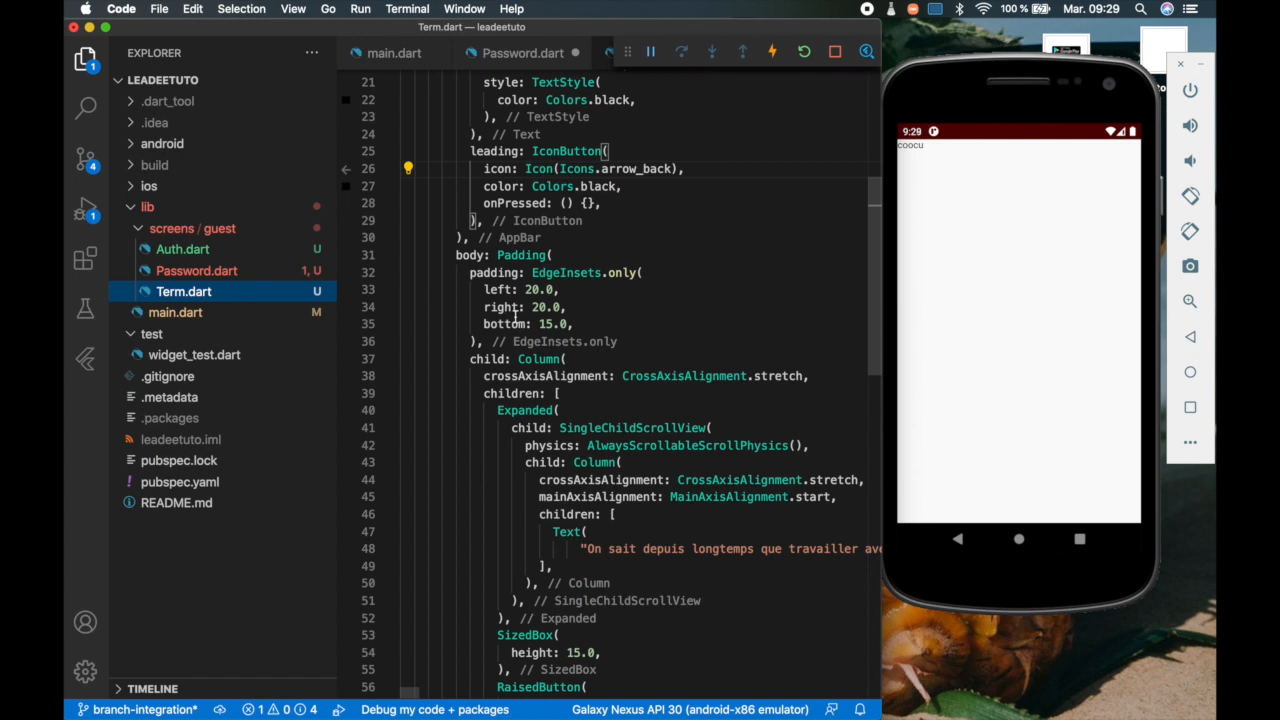 Code File Edit Selection View Go Run Terminal Window Help 100 % Mar. 09:29
Term.dart — leadeetuto
EXPLORER
main.dart
Password.dart
LEADEETUTO
.dart_tool
.idea
android
build
ios
lib
screens / guest
Auth.dart U
Password.dart 1, U
Term.dart U
main.dart M
test
widget_test.dart
.gitignore
.metadata
.packages
leadeetuto.iml
pubspec.lock
pubspec.yaml
README.md
TIMELINE
1
4
1
21 style: TextStyle(
22 color: Colors.black,
23 ), // TextStyle
24 ), // Text
25 leading: IconButton(
26 icon: Icon(Icons.arrow_back),
27 color: Colors.black,
28 onPressed: () {},
29 ), // IconButton
30 ), // AppBar
31 body: Padding(
32 padding: EdgeInsets.only(
33 left: 20.0,
34 right: 20.0,
35 bottom: 15.0,
36 ), // EdgeInsets.only
37 child: Column(
38 crossAxisAlignment: CrossAxisAlignment.stretch,
39 children: [
40 Expanded(
41 child: SingleChildScrollView(
42 physics: AlwaysScrollableScrollPhysics(),
43 child: Column(
44 crossAxisAlignment: CrossAxisAlignment.stretch,
45 mainAxisAlignment: MainAxisAlignment.start,
46 children: [
47 Text(
48 "On sait depuis longtemps que travailler ave
49 ],
50 ), // Column
51 ), // SingleChildScrollView
52 ), // Expanded
53 SizedBox(
54 height: 15.0,
55 ), // SizedBox
56 RaisedButton(
9:29
coocu
branch-integration* 1 0 4 Debug my code + packages Galaxy Nexus API 30 (android-x86 emulator)